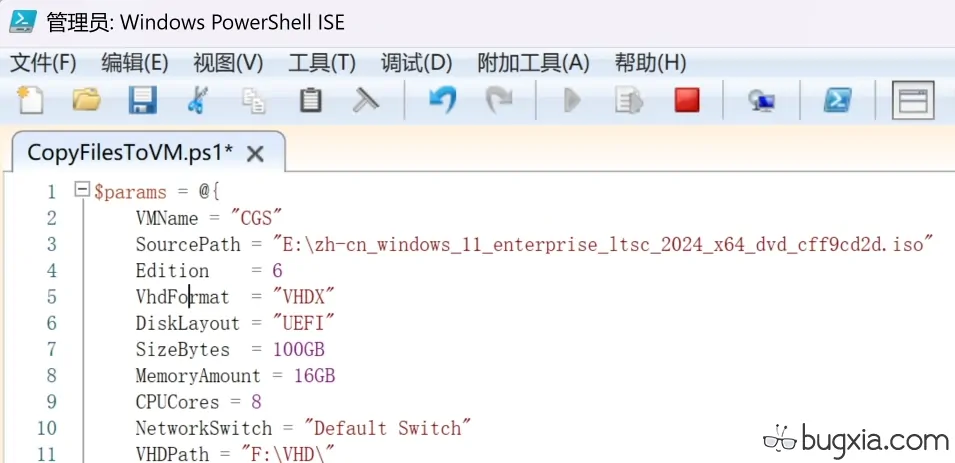 管理员: Windows PowerShell ISE
文件(F) 编辑(E) 视图(V) 工具(T) 调试(D) 附加工具(A) 帮助(H)
CopyFilesToVM.ps1*
1 $params = @{
2 VMName = "CGS"
3 SourcePath = "E:\zh-cn_windows_11_enterprise_ltsc_2024_x64_dvd_cff9cd2d.iso"
4 Edition = 6
5 VhdFormat = "VHDX"
6 DiskLayout = "UEFI"
7 SizeBytes = 100GB
8 MemoryAmount = 16GB
9 CPUCores = 8
10 NetworkSwitch = "Default Switch"
11 VHDPath = "F:\VHD\"
bugxia.com